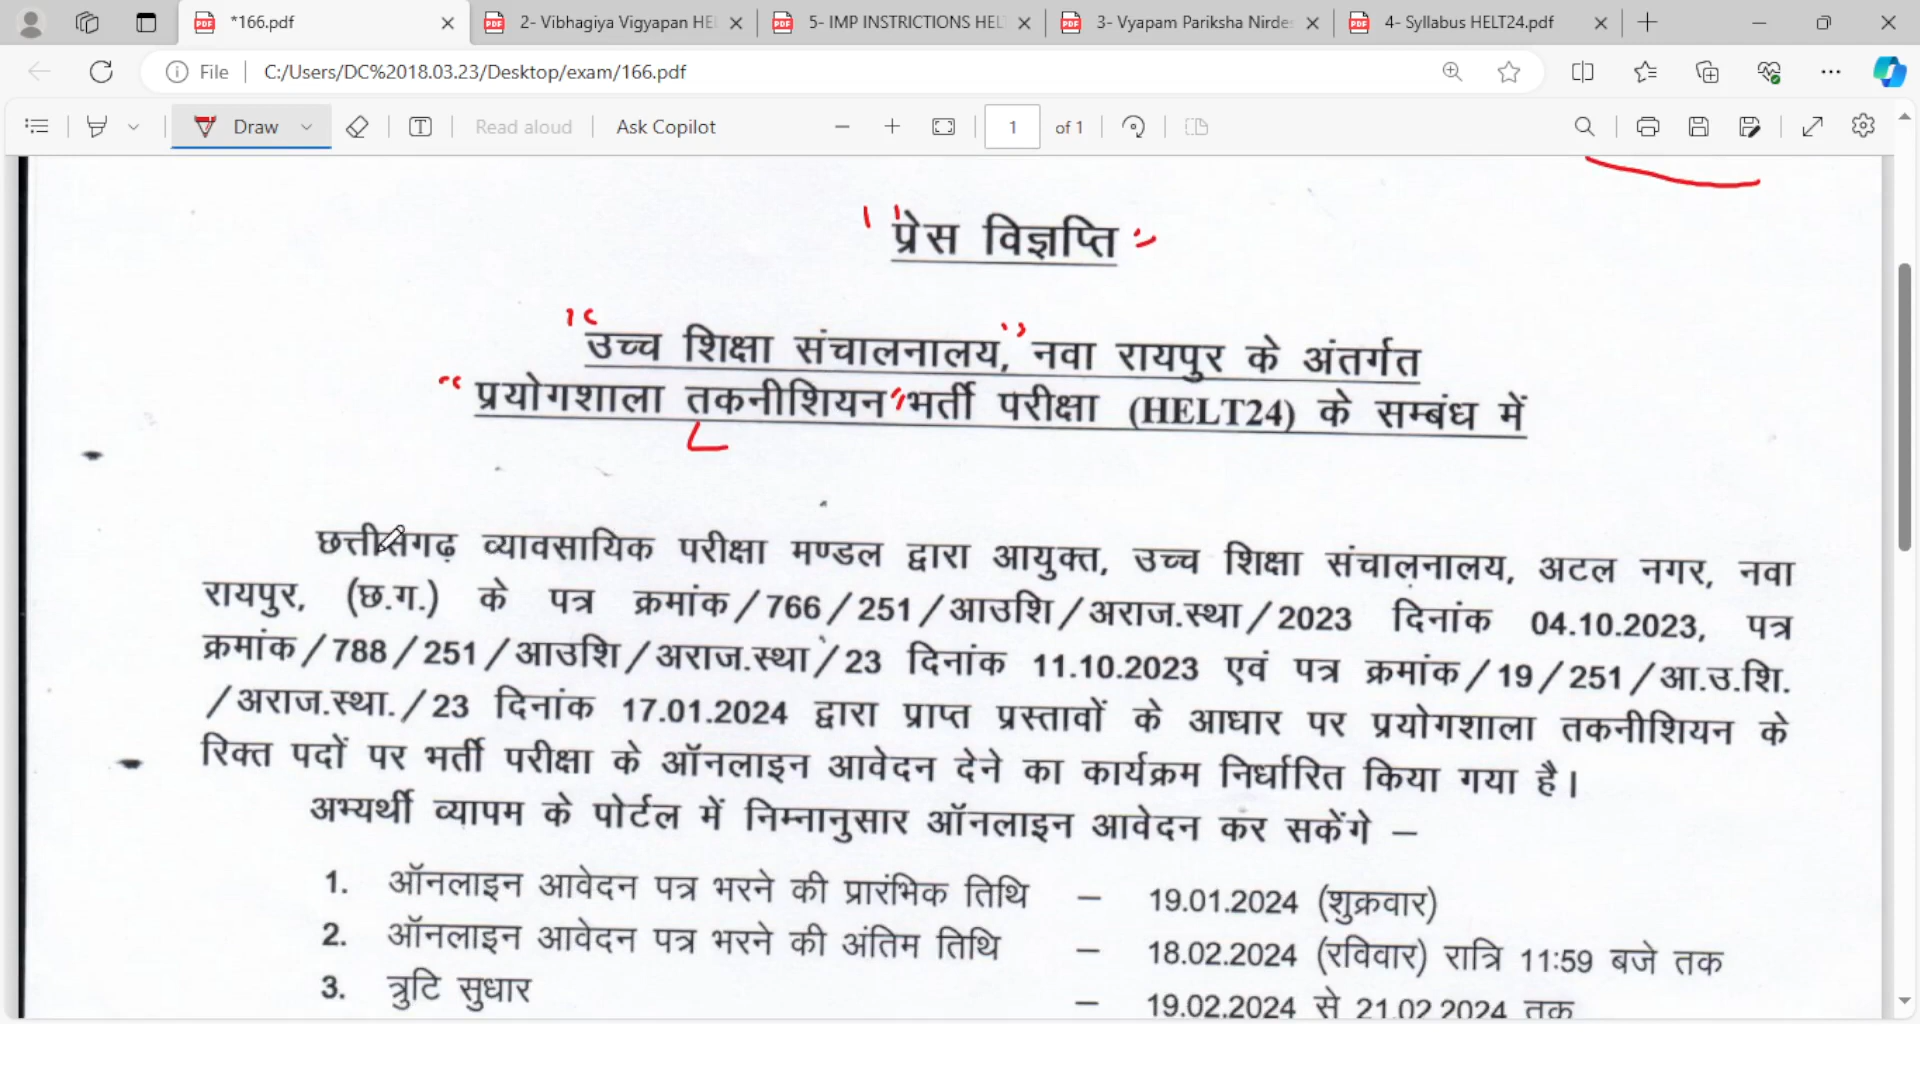 *166.pdf
2- Vibhagiya Vigyapan HEL
5- IMP INSTRICTIONS HEL
3- Vyapam Pariksha Nirde
4- Syllabus HELT24.pdf
File
C:/Users/DC%2018.03.23/Desktop/exam/166.pdf
Draw
Read aloud
Ask Copilot
1 of 1
प्रेस विज्ञप्ति
उच्च शिक्षा संचालनालय, नवा रायपुर के अंतर्गत
प्रयोगशाला तकनीशियन भर्ती परीक्षा (HELT24) के सम्बंध में
छत्तीसगढ़ व्यावसायिक परीक्षा मण्डल द्वारा आयुक्त, उच्च शिक्षा संचालनालय, अटल नगर, नवा
रायपुर, (छ.ग.) के पत्र क्रमांक/766/251/आउशि/अराज.स्था/2023 दिनांक 04.10.2023, पत्र
क्रमांक/788/251/आउशि/अराज.स्था/23 दिनांक 11.10.2023 एवं पत्र क्रमांक/19/251/आ.उ.शि.
/अराज.स्था./23 दिनांक 17.01.2024 द्वारा प्राप्त प्रस्तावों के आधार पर प्रयोगशाला तकनीशियन के
रिक्त पदों पर भर्ती परीक्षा के ऑनलाइन आवेदन देने का कार्यक्रम निर्धारित किया गया है।
अभ्यर्थी व्यापम के पोर्टल में निम्नानुसार ऑनलाइन आवेदन कर सकेंगे –
1. ऑनलाइन आवेदन पत्र भरने की प्रारंभिक तिथि – 19.01.2024 (शुक्रवार)
2. ऑनलाइन आवेदन पत्र भरने की अंतिम तिथि – 18.02.2024 (रविवार) रात्रि 11:59 बजे तक
3. त्रुटि सुधार – 19.02.2024 से 21.02.2024 तक